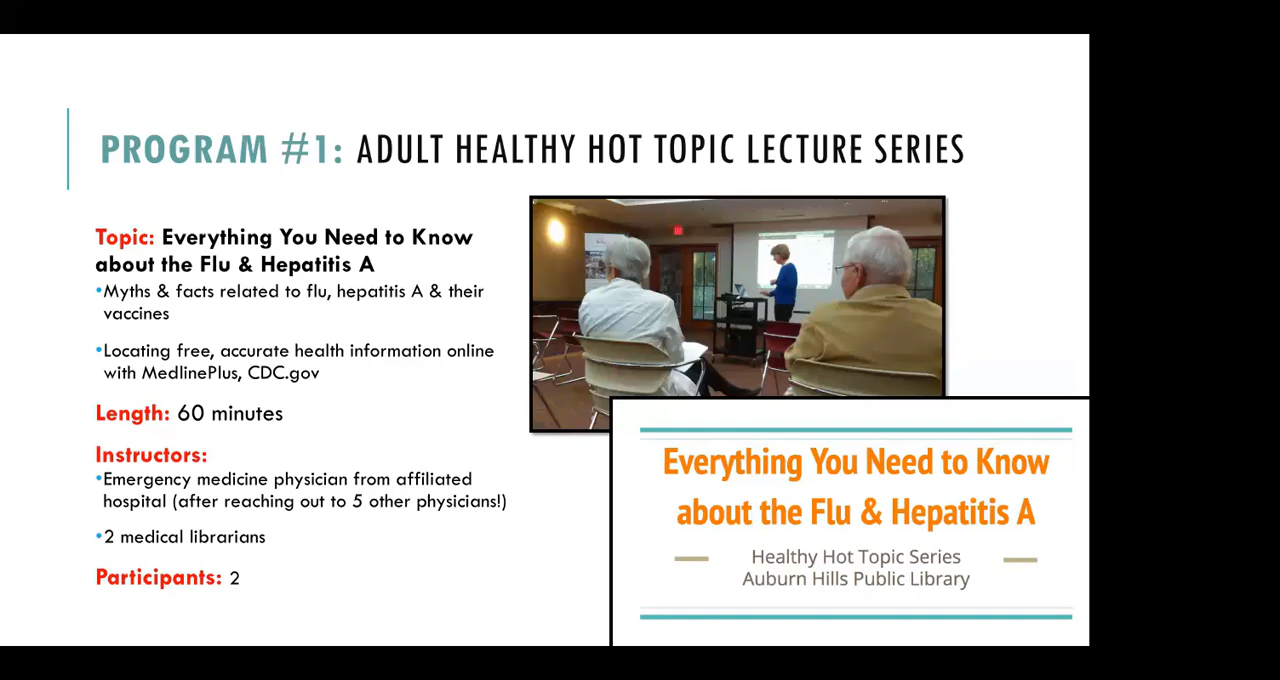 PROGRAM #1: ADULT HEALTHY HOT TOPIC LECTURE SERIES
Topic: Everything You Need to Know
about the Flu & Hepatitis A
•Myths & facts related to flu, hepatitis A & their
vaccines
•Locating free, accurate health information online
with MedlinePlus, CDC.gov
Length: 60 minutes
Instructors:
•Emergency medicine physician from affiliated
hospital (after reaching out to 5 other physicians!)
•2 medical librarians
Participants: 2
Everything You Need to Know
about the Flu & Hepatitis A
Healthy Hot Topic Series
Auburn Hills Public Library